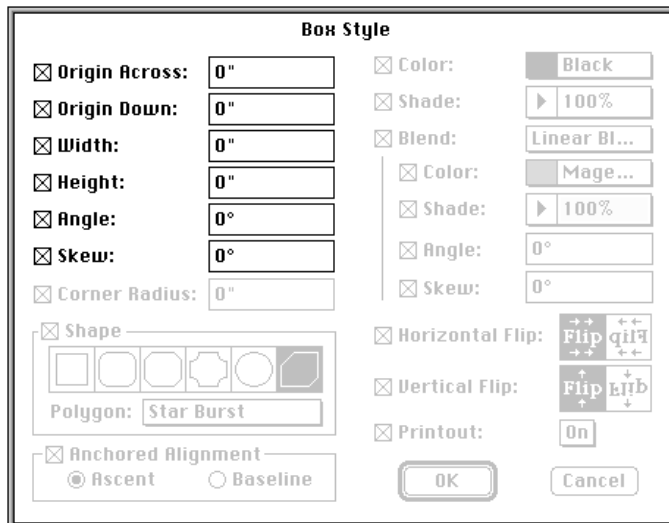 Box Style
Origin Across: 0"
Origin Down: 0"
Width: 0"
Height: 0"
Angle: 0°
Skew: 0°
Corner Radius: 0"
Shape
Polygon: Star Burst
Anchored Alignment
Ascent Baseline
Color: Black
Shade: 100%
Blend: Linear Bl...
Color: Mage...
Shade: 100%
Angle: 0°
Skew: 0°
Horizontal Flip: Flip Flip
Vertical Flip: Flip Flip
Printout: On
OK Cancel